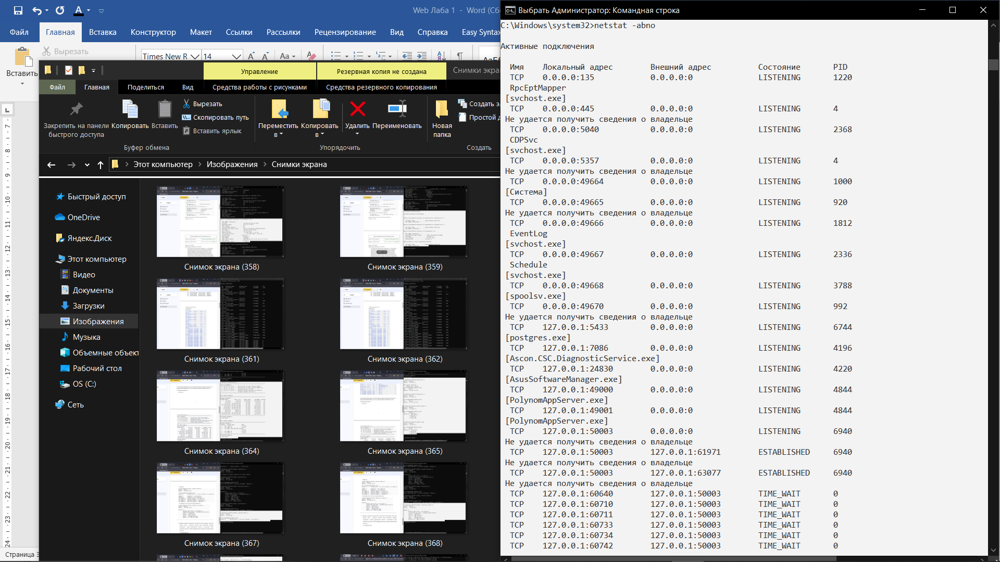 Web Лаба 1 - Word (Сб
Файл Главная Вставка Конструктор Макет Ссылки Рассылки Рецензирование Вид Справка Easy Syntax
Вставить
Вырезать
Times New R 14
Aa
Управление
Резервная копия не создана
Снимки экра
Файл Главная Поделиться Вид Средства работы с рисунками Средства резервного копирования
Закрепить на панели быстрого доступа
Копировать
Вставить
Вырезать
Скопировать путь
Вставить ярлык
Переместить в
Копировать в
Удалить
Переименовать
Новая папка
Создать э
Простой д
Буфер обмена
Упорядочить
Создать
Этот компьютер > Изображения > Снимки экрана
Быстрый доступ
OneDrive
Яндекс.Диск
Этот компьютер
Видео
Документы
Загрузки
Изображения
Музыка
Объемные объект
Рабочий стол
OS (C:)
Сеть
Снимок экрана (358)
Снимок экрана (359)
Снимок экрана (361)
Снимок экрана (362)
Снимок экрана (364)
Снимок экрана (365)
Снимок экрана (367)
Снимок экрана (368)
7
8
9
10
11
12
13
14
15
16
17
18
19
20
21
22
23
24
Страница 3
Выбрать Администратор: Командная строка
C:\Windows\system32>netstat -abno
Активные подключения
Имя Локальный адрес Внешний адрес Состояние PID
TCP 0.0.0.0:135 0.0.0.0:0 LISTENING 1220
RpcEptMapper
[svchost.exe]
TCP 0.0.0.0:445 0.0.0.0:0 LISTENING 4
Не удается получить сведения о владельце
TCP 0.0.0.0:5040 0.0.0.0:0 LISTENING 2368
CDPSvc
[svchost.exe]
TCP 0.0.0.0:5357 0.0.0.0:0 LISTENING 4
Не удается получить сведения о владельце
TCP 0.0.0.0:49664 0.0.0.0:0 LISTENING 1000
[Система]
TCP 0.0.0.0:49665 0.0.0.0:0 LISTENING 920
Не удается получить сведения о владельце
TCP 0.0.0.0:49666 0.0.0.0:0 LISTENING 1812
EventLog
[svchost.exe]
TCP 0.0.0.0:49667 0.0.0.0:0 LISTENING 2336
Schedule
[svchost.exe]
TCP 0.0.0.0:49668 0.0.0.0:0 LISTENING 3788
[spoolsv.exe]
TCP 0.0.0.0:49670 0.0.0.0:0 LISTENING 992
Не удается получить сведения о владельце
TCP 127.0.0.1:5433 0.0.0.0:0 LISTENING 6744
[postgres.exe]
TCP 127.0.0.1:7086 0.0.0.0:0 LISTENING 4196
[Ascon.CSC.DiagnosticService.exe]
TCP 127.0.0.1:24830 0.0.0.0:0 LISTENING 4220
[AsusSoftwareManager.exe]
TCP 127.0.0.1:49000 0.0.0.0:0 LISTENING 4844
[PolynomAppServer.exe]
TCP 127.0.0.1:49001 0.0.0.0:0 LISTENING 4844
[PolynomAppServer.exe]
TCP 127.0.0.1:50003 0.0.0.0:0 LISTENING 6940
Не удается получить сведения о владельце
TCP 127.0.0.1:50003 127.0.0.1:61971 ESTABLISHED 6940
Не удается получить сведения о владельце
TCP 127.0.0.1:50003 127.0.0.1:63077 ESTABLISHED 6940
Не удается получить сведения о владельце
TCP 127.0.0.1:60640 127.0.0.1:50003 TIME_WAIT 0
TCP 127.0.0.1:60710 127.0.0.1:50003 TIME_WAIT 0
TCP 127.0.0.1:60711 127.0.0.1:50003 TIME_WAIT 0
TCP 127.0.0.1:60733 127.0.0.1:50003 TIME_WAIT 0
TCP 127.0.0.1:60734 127.0.0.1:50003 TIME_WAIT 0
TCP 127.0.0.1:60742 127.0.0.1:50003 TIME_WAIT 0